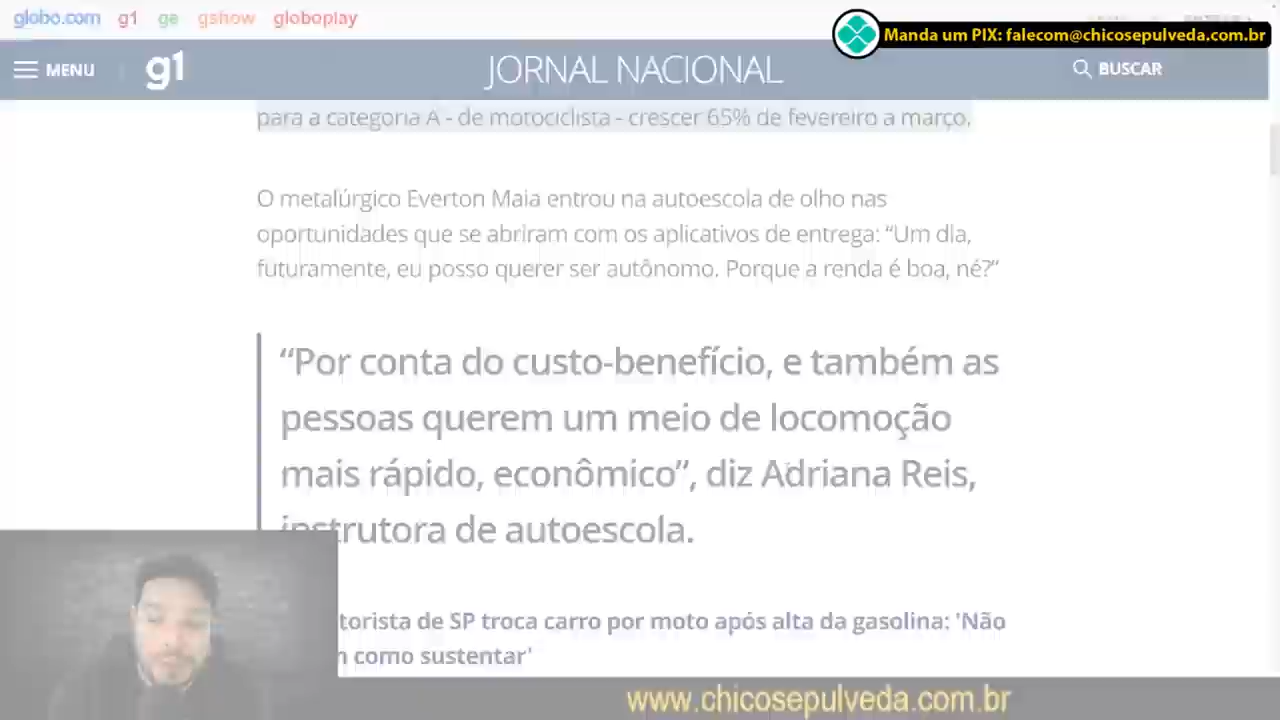 globo.com g1 ge gshow globoplay
Manda um PIX: falecom@chicosepulveda.com.br
MENU g1 JORNAL NACIONAL BUSCAR
para a categoria A - de motociclista - crescer 65% de fevereiro a março.
O metalúrgico Everton Maia entrou na autoescola de olho nas
oportunidades que se abriram com os aplicativos de entrega: “Um dia,
futuramente, eu posso querer ser autônomo. Porque a renda é boa, né?”
“Por conta do custo-benefício, e também as
pessoas querem um meio de locomoção
mais rápido, econômico”, diz Adriana Reis,
instrutora de autoescola.
torista de SP troca carro por moto após alta da gasolina: 'Não
como sustentar'
www.chicosepulveda.com.br